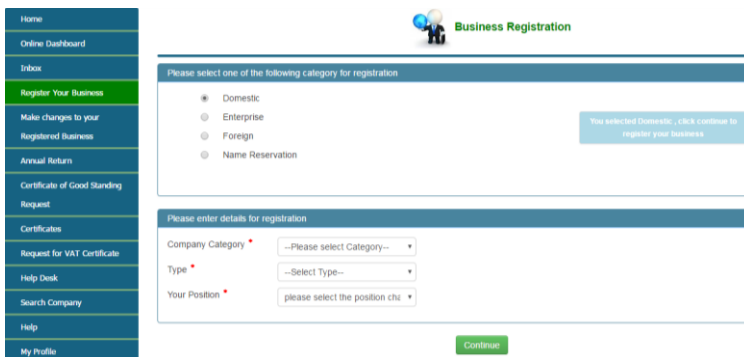 Home
Online Dashboard
Inbox
Register Your Business
Make changes to your
Registered Business
Annual Return
Certificate of Good Standing
Request
Certificates
Request for VAT Certificate
Help Desk
Search Company
Help
My Profile
Business Registration
Please select one of the following category for registration
Domestic
Enterprise
Foreign
Name Reservation
You selected Domestic , click continue to
register your business
Please enter details for registration
Company Category * --Please select Category--
Type * --Select Type--
Your Position * please select the position cha
Continue